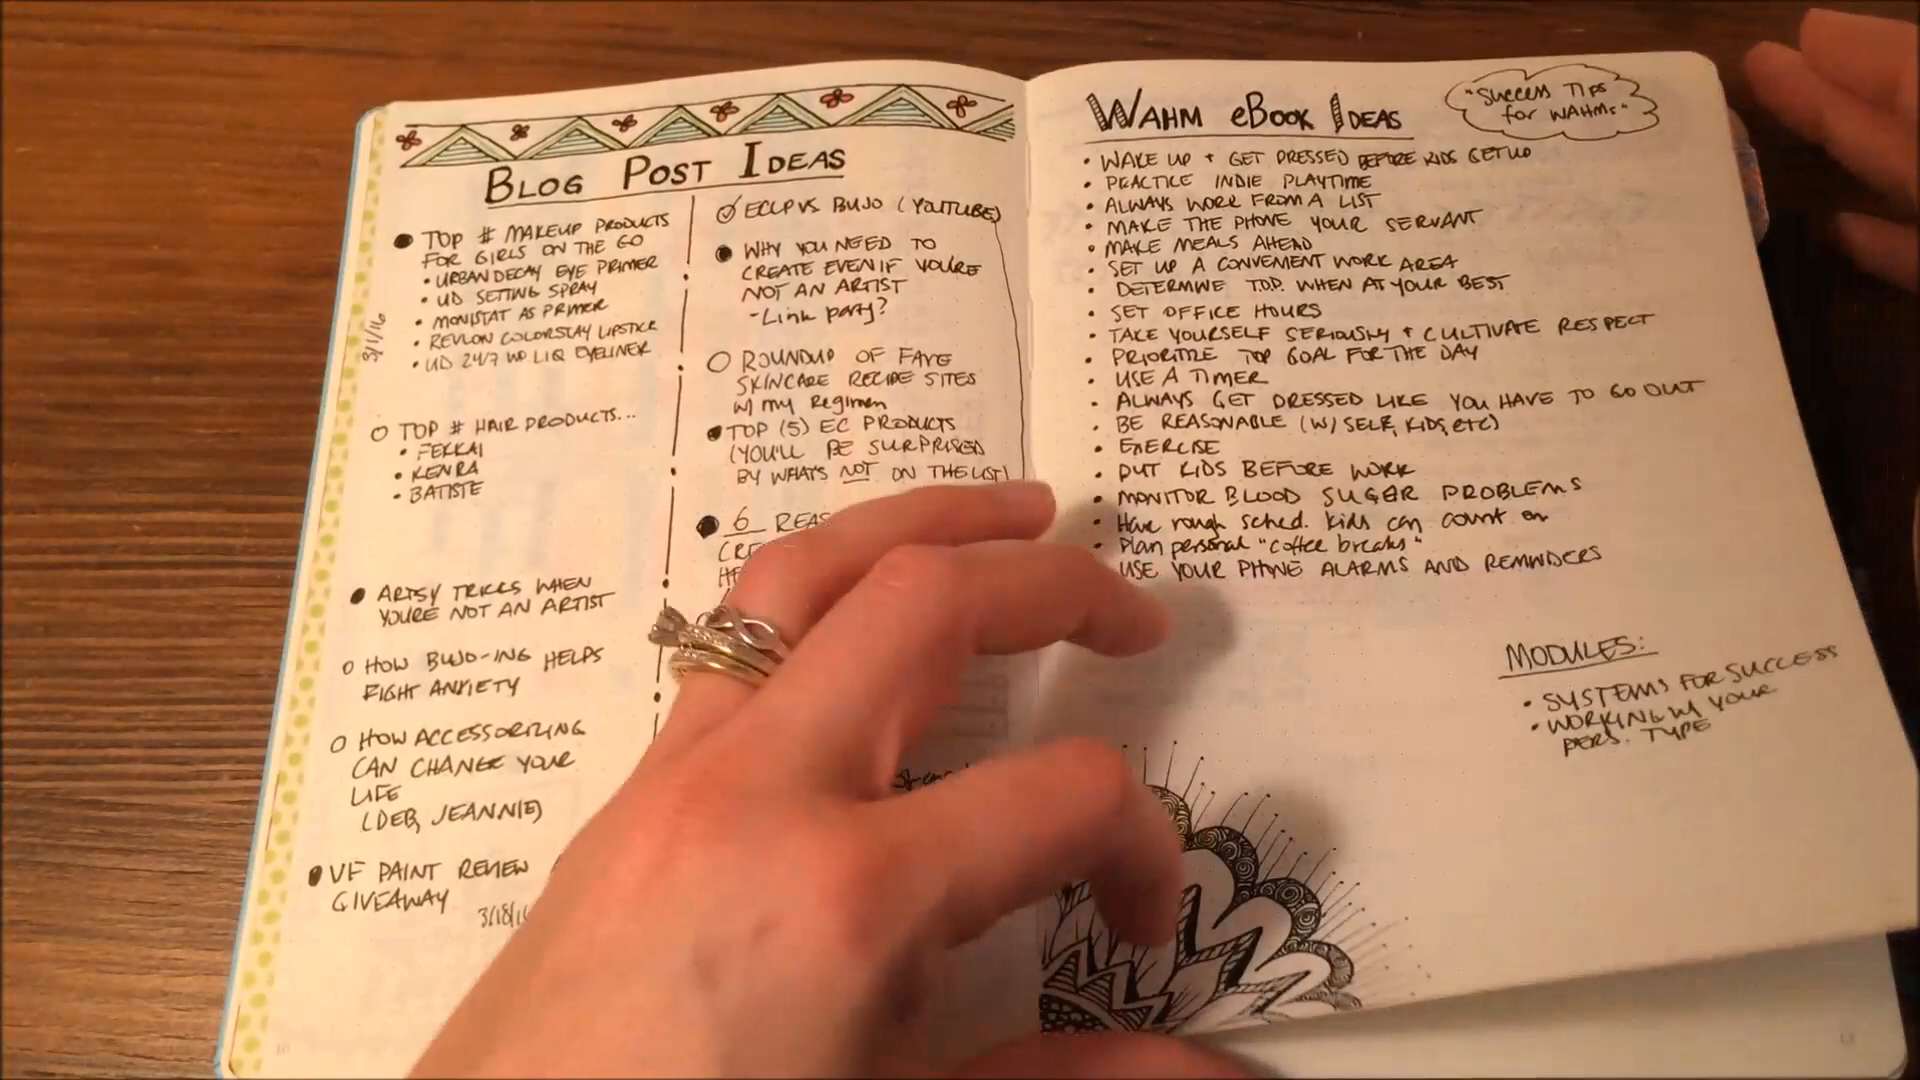 BLOG POST IDEAS
3/1/16
TOP # MAKEUP PRODUCTS
FOR GIRLS ON THE GO
• URBAN DECAY EYE PRIMER
• UD SETTING SPRAY
• MONISTAT AS PRIMER
• REVLON COLORSTAY LIPSTICK
• UD 24/7 WP LIQ EYELINER
TOP # HAIR PRODUCTS...
• FEKKAI
• KENRA
• BATISTE
ARTSY TRICKS WHEN
YOU'RE NOT AN ARTIST
HOW BUJO-ING HELPS
FIGHT ANXIETY
HOW ACCESSORIZING
CAN CHANGE YOUR
LIFE
(DEB, JEANNIE)
VF PAINT REVIEW
GIVEAWAY
3/18/16
ECLP VS BUJO (YOUTUBE)
WHY YOU NEED TO
CREATE EVEN IF YOU'RE
NOT AN ARTIST
- Link party?
ROUNDUP OF FAVE
SKINCARE RECIPE SITES
w/ my Regimen
TOP (5) EC PRODUCTS
(YOU'LL BE SURPRISED
BY WHAT'S NOT ON THE LIST!
6 REAS
CRE
HE
WAHM eBOOK IDEAS
"Success Tips
for WAHMs"
• WAKE UP + GET DRESSED BEFORE KIDS GET UP
• PRACTICE INDIE PLAYTIME
• ALWAYS WORK FROM A LIST
• MAKE THE PHONE YOUR SERVANT
• MAKE MEALS AHEAD
• SET UP A CONVENIENT WORK AREA
• DETERMINE T.O.D. WHEN AT YOUR BEST
• SET OFFICE HOURS
• TAKE YOURSELF SERIOUSLY + CULTIVATE RESPECT
• PRIORITIZE TOP GOAL FOR THE DAY
• USE A TIMER
• ALWAYS GET DRESSED LIKE YOU HAVE TO GO OUT
• BE REASONABLE (W/ SELF, KIDS, ETC)
• EXERCISE
• PUT KIDS BEFORE WORK
• MONITOR BLOOD SUGAR PROBLEMS
• Have rough sched. kids can count on
• Plan personal "coffee breaks"
USE YOUR PHONE ALARMS AND REMINDERS
MODULES:
• SYSTEMS FOR SUCCESS
• WORKING W/ YOUR
PERS. TYPE